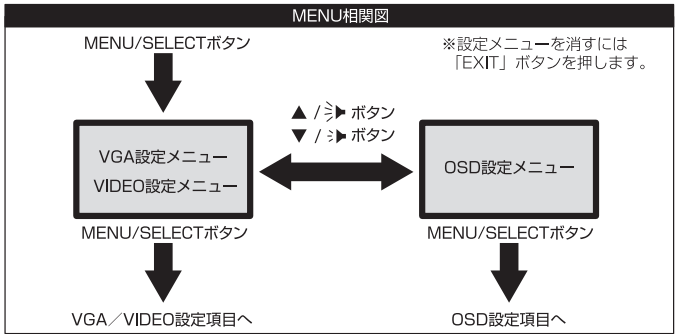 MENU相関図
MENU/SELECTボタン
※設定メニューを消すには
「EXIT」ボタンを押します。
▲ / ボタン
▼ / ボタン
VGA設定メニュー
VIDEO設定メニュー
OSD設定メニュー
MENU/SELECTボタン
MENU/SELECTボタン
VGA／VIDEO設定項目へ
OSD設定項目へ